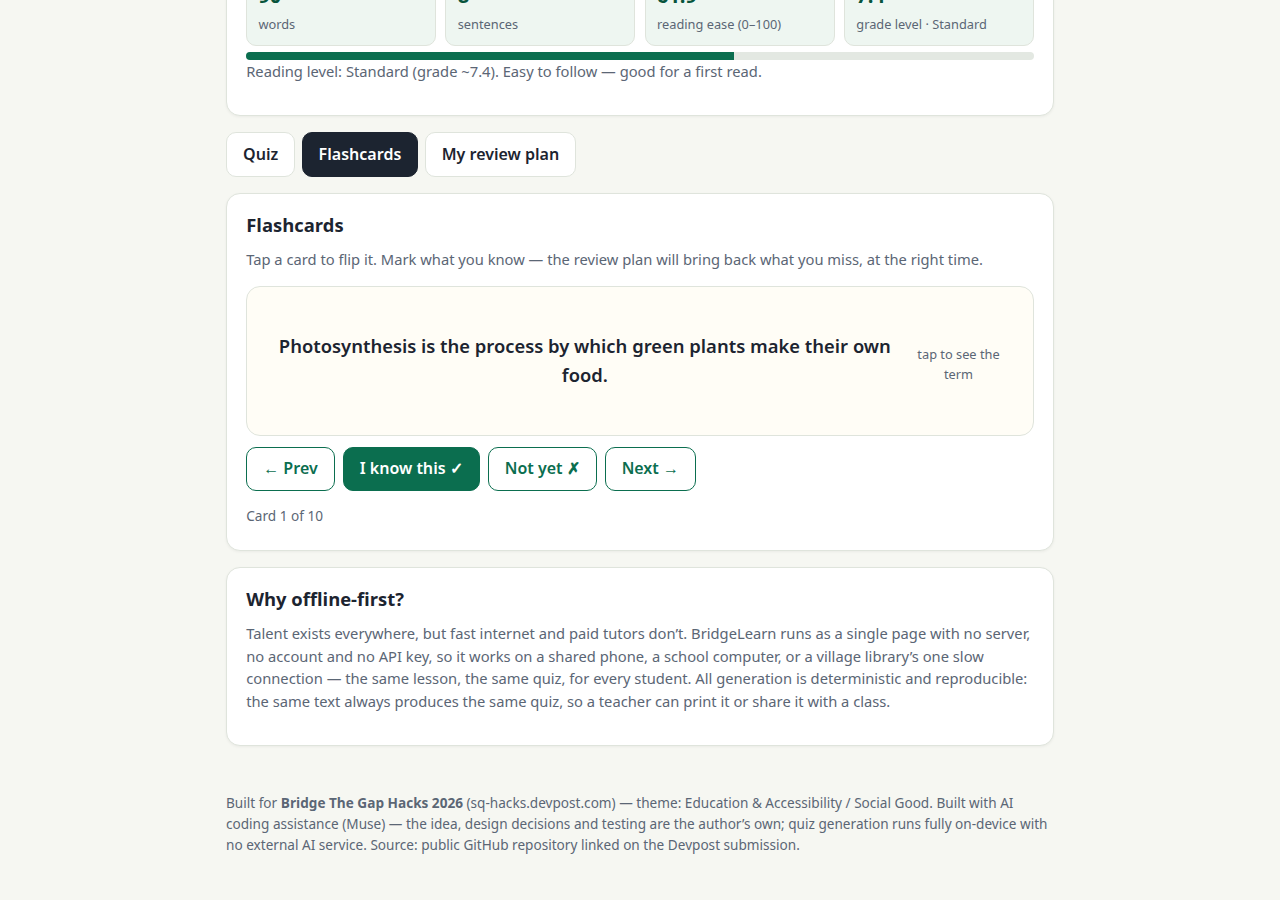 words
sentences
reading ease (0–100)
grade level · Standard
Reading level: Standard (grade ~7.4). Easy to follow — good for a first read.
Quiz
Flashcards
My review plan
Flashcards
Tap a card to flip it. Mark what you know — the review plan will bring back what you miss, at the right time.
Photosynthesis is the process by which green plants make their own
food.
tap to see the
term
← Prev
I know this ✓
Not yet ✗
Next →
Card 1 of 10
Why offline-first?
Talent exists everywhere, but fast internet and paid tutors don’t. BridgeLearn runs as a single page with no server,
no account and no API key, so it works on a shared phone, a school computer, or a village library’s one slow
connection — the same lesson, the same quiz, for every student. All generation is deterministic and reproducible:
the same text always produces the same quiz, so a teacher can print it or share it with a class.
Built for Bridge The Gap Hacks 2026 (sq-hacks.devpost.com) — theme: Education & Accessibility / Social Good. Built with AI
coding assistance (Muse) — the idea, design decisions and testing are the author’s own; quiz generation runs fully on-device with
no external AI service. Source: public GitHub repository linked on the Devpost submission.